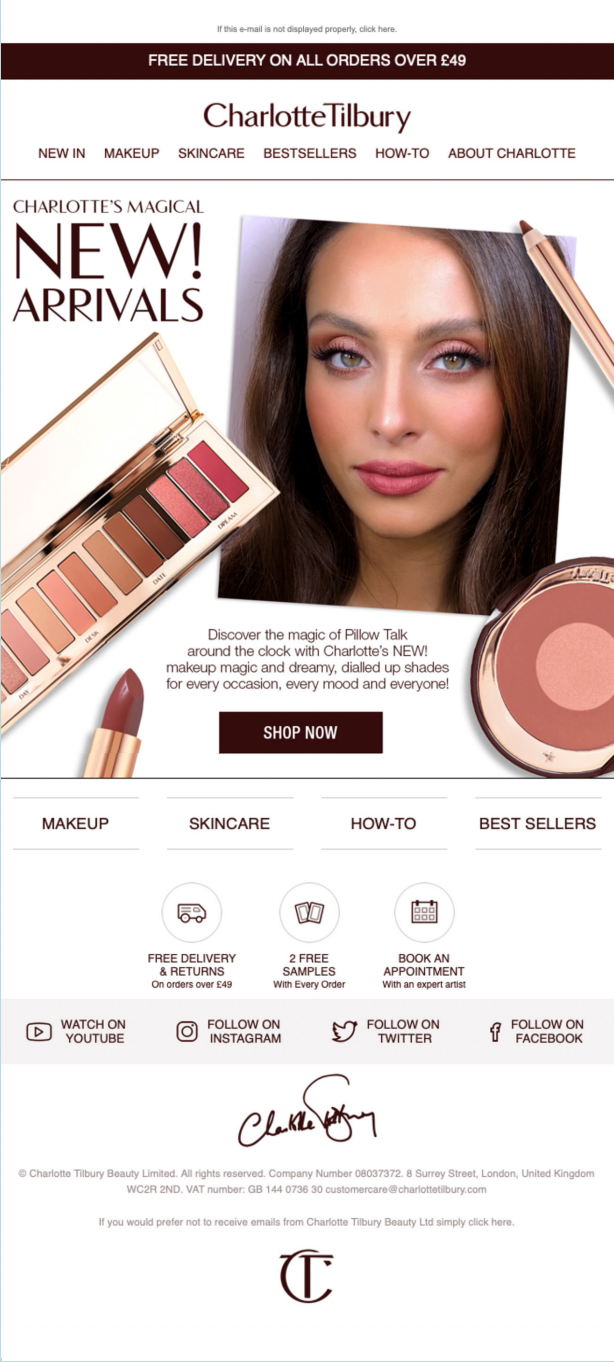 If this e-mail is not displayed properly, click here.
FREE DELIVERY ON ALL ORDERS OVER £49
CharlotteTilbury
NEW IN MAKEUP SKINCARE BESTSELLERS HOW-TO ABOUT CHARLOTTE
CHARLOTTE'S MAGICAL
NEW!
ARRIVALS
DREAM
DATE
DESK
DAY
Discover the magic of Pillow Talk
around the clock with Charlotte's NEW!
makeup magic and dreamy, dialled up shades
for every occasion, every mood and everyone!
SHOP NOW
MAKEUP SKINCARE HOW-TO BEST SELLERS
FREE DELIVERY
& RETURNS
On orders over £49
2 FREE
SAMPLES
With Every Order
BOOK AN
APPOINTMENT
With an expert artist
WATCH ON
YOUTUBE
FOLLOW ON
INSTAGRAM
FOLLOW ON
TWITTER
FOLLOW ON
FACEBOOK
Charlotte Tilbury
© Charlotte Tilbury Beauty Limited. All rights reserved. Company Number 08037372. 8 Surrey Street, London, United Kingdom
WC2R 2ND. VAT number: GB 144 0736 30 customercare@charlottetilbury.com
If you would prefer not to receive emails from Charlotte Tilbury Beauty Ltd simply click here.
CT